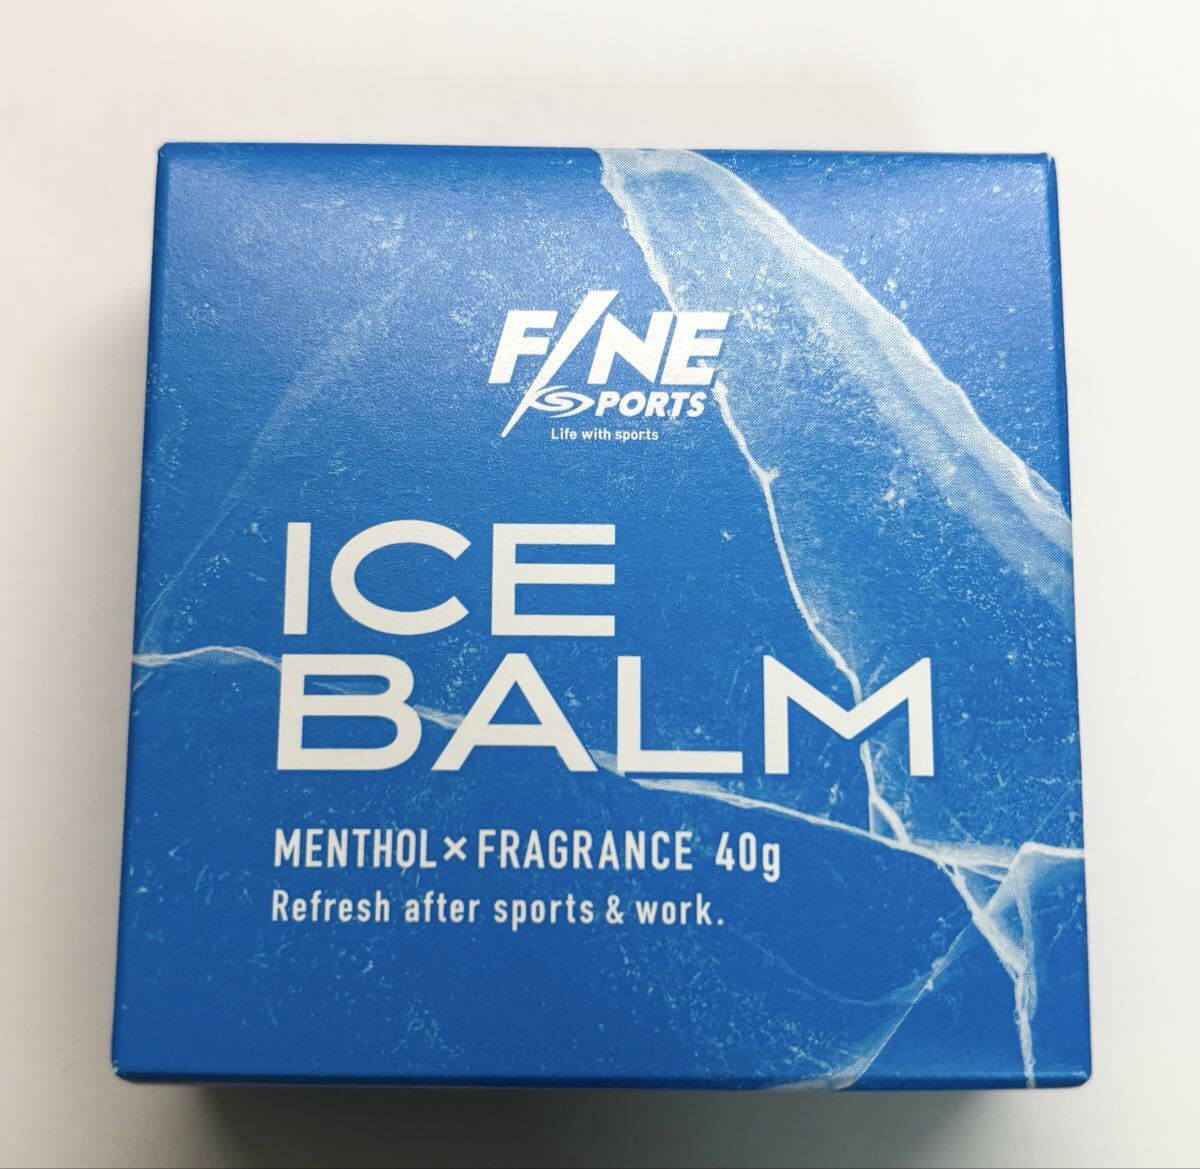 FINE
SPORTS
Life with sports
ICE
BALM
MENTHOL×FRAGRANCE 40g
Refresh after sports & work.